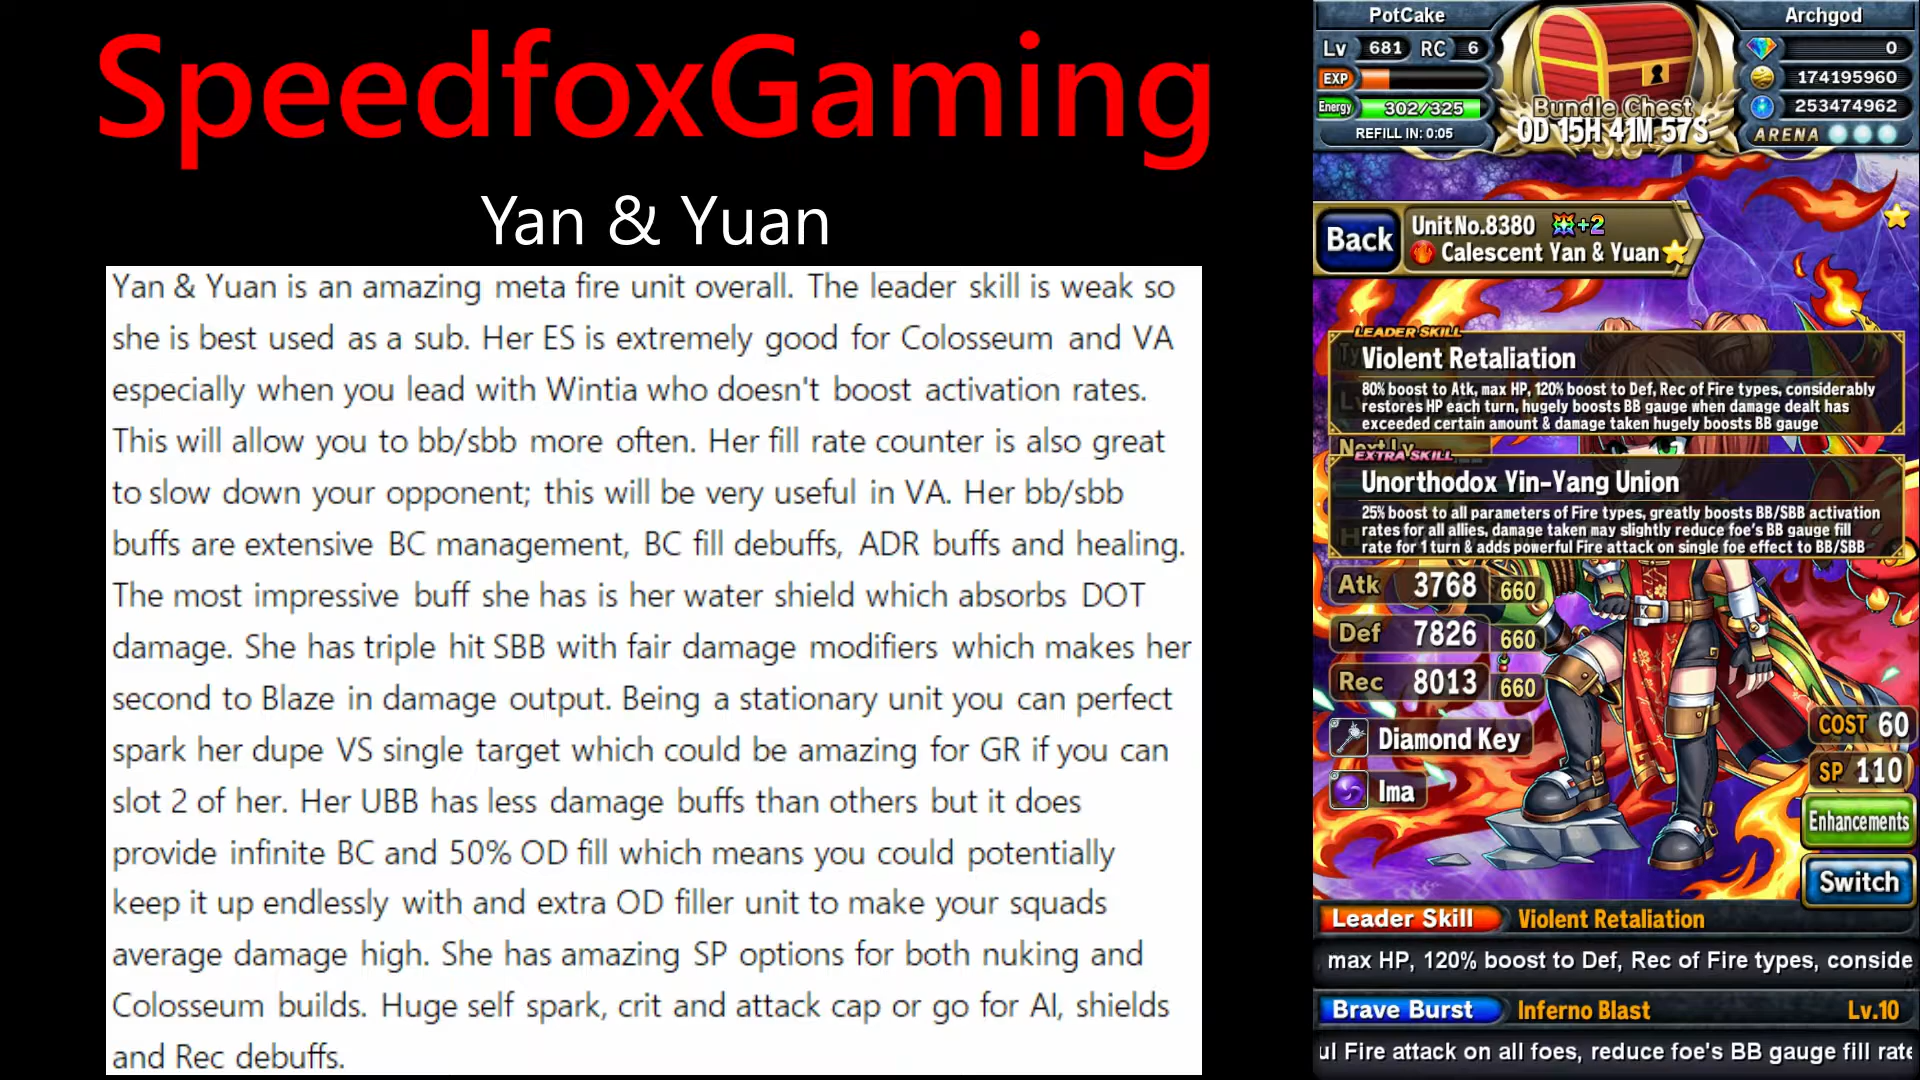 SpeedfoxGaming
Yan & Yuan
Yan & Yuan is an amazing meta fire unit overall. The leader skill is weak so
she is best used as a sub. Her ES is extremely good for Colosseum and VA
especially when you lead with Wintia who doesn't boost activation rates.
This will allow you to bb/sbb more often. Her fill rate counter is also great
to slow down your opponent; this will be very useful in VA. Her bb/sbb
buffs are extensive BC management, BC fill debuffs, ADR buffs and healing.
The most impressive buff she has is her water shield which absorbs DOT
damage. She has triple hit SBB with fair damage modifiers which makes her
second to Blaze in damage output. Being a stationary unit you can perfect
spark her dupe VS single target which could be amazing for GR if you can
slot 2 of her. Her UBB has less damage buffs than others but it does
provide infinite BC and 50% OD fill which means you could potentially
keep it up endlessly with and extra OD filler unit to make your squads
average damage high. She has amazing SP options for both nuking and
Colosseum builds. Huge self spark, crit and attack cap or go for AI, shields
and Rec debuffs.
PotCake
Archgod
Lv 681 RC 6
0
EXP
174195960
Energy 302/325
253474962
REFILL IN: 0:05
ARENA
Bundle Chest
0D 15H 41M 57S
Back
Unit No.8380 +2
Calescent Yan & Yuan
LEADER SKILL
Violent Retaliation
80% boost to Atk, max HP, 120% boost to Def, Rec of Fire types, considerably
restores HP each turn, hugely boosts BB gauge when damage dealt has
exceeded certain amount & damage taken hugely boosts BB gauge
Next Lv
EXTRA SKILL
Unorthodox Yin-Yang Union
25% boost to all parameters of Fire types, greatly boosts BB/SBB activation
rates for all allies, damage taken may slightly reduce foe's BB gauge fill
rate for 1 turn & adds powerful Fire attack on single foe effect to BB/SBB
Atk 3768 660
Def 7826 660
Rec 8013 660
Diamond Key
Ima
COST 60
SP 110
Enhancements
Switch
Leader Skill Violent Retaliation
max HP, 120% boost to Def, Rec of Fire types, conside
Brave Burst Inferno Blast Lv.10
ul Fire attack on all foes, reduce foe's BB gauge fill rate